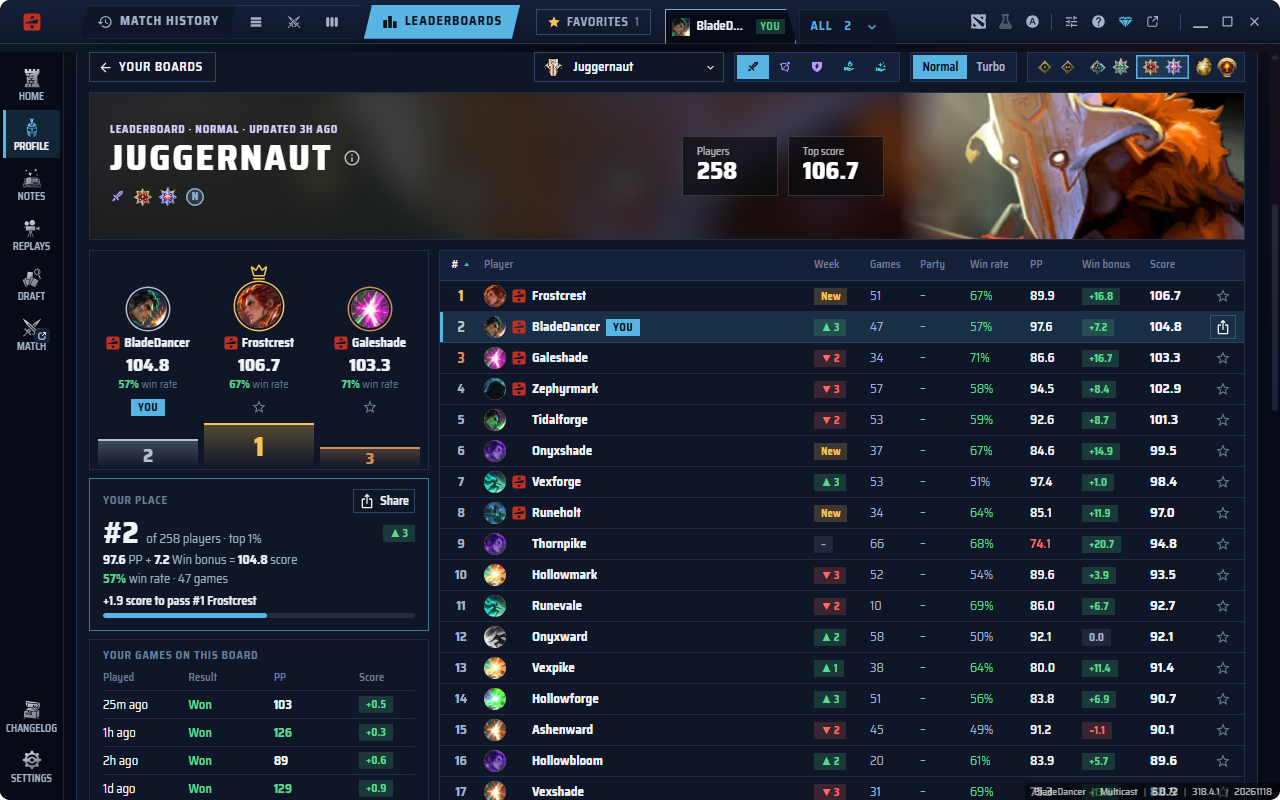 MATCH HISTORY
LEADERBOARDS
FAVORITES 1
BladeD... YOU
ALL 2
A
YOUR BOARDS
Juggernaut
Normal Turbo
HOME
PROFILE
NOTES
REPLAYS
DRAFT
MATCH
CHANGELOG
SETTINGS
LEADERBOARD · NORMAL · UPDATED 3H AGO
JUGGERNAUT
N
Players
258
Top score
106.7
BladeDancer
104.8
57% win rate
YOU
2
Frostcrest
106.7
67% win rate
1
Galeshade
103.3
71% win rate
3
YOUR PLACE
Share
#2 of 258 players · top 1% ▲ 3
97.6 PP + 7.2 Win bonus = 104.8 score
57% win rate · 47 games
+1.9 score to pass #1 Frostcrest
YOUR GAMES ON THIS BOARD
Played Result PP Score
25m ago Won 103 +0.5
1h ago Won 126 +0.3
2h ago Won 89 +0.6
1d ago Won 129 +0.9
# ▲ Player Week Games Party Win rate PP Win bonus Score
1 Frostcrest New 51 – 67% 89.9 +16.8 106.7
2 BladeDancer YOU ▲ 3 47 – 57% 97.6 +7.2 104.8
3 Galeshade ▼ 2 34 – 71% 86.6 +16.7 103.3
4 Zephyrmark ▼ 3 57 – 58% 94.5 +8.4 102.9
5 Tidalforge ▼ 2 53 – 59% 92.6 +8.7 101.3
6 Onyxshade New 37 – 67% 84.6 +14.9 99.5
7 Vexforge ▲ 3 53 – 51% 97.4 +1.0 98.4
8 Runeholt New 34 – 64% 85.1 +11.9 97.0
9 Thornpike – 66 – 68% 74.1 +20.7 94.8
10 Hollowmark ▼ 3 52 – 54% 89.6 +3.9 93.5
11 Runevale ▼ 2 10 – 69% 86.0 +6.7 92.7
12 Onyxward ▲ 2 58 – 50% 92.1 0.0 92.1
13 Vexpike ▲ 1 38 – 64% 80.0 +11.4 91.4
14 Hollowforge ▲ 3 51 – 56% 83.8 +6.9 90.7
15 Ashenward ▼ 2 45 – 49% 91.2 -1.1 90.1
16 Hollowbloom ▲ 2 20 – 61% 83.9 +5.7 89.6
17 Vexshade ▼ 3 31 – 69%
BladeDancer | Multicast | 318.4.1 | 20261118